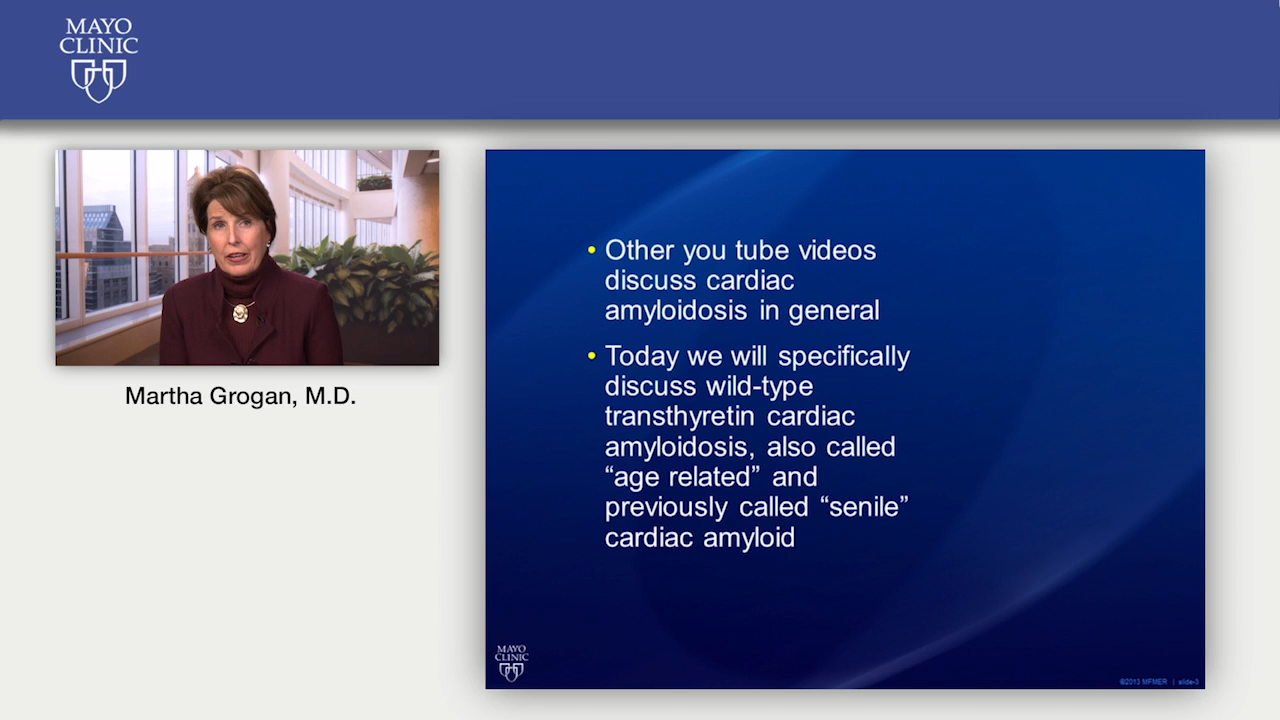 MAYO
CLINIC
Martha Grogan, M.D.
• Other you tube videos
discuss cardiac
amyloidosis in general
• Today we will specifically
discuss wild-type
transthyretin cardiac
amyloidosis, also called
“age related” and
previously called “senile”
cardiac amyloid
MAYO
CLINIC
©2013 MFMER | slide-3